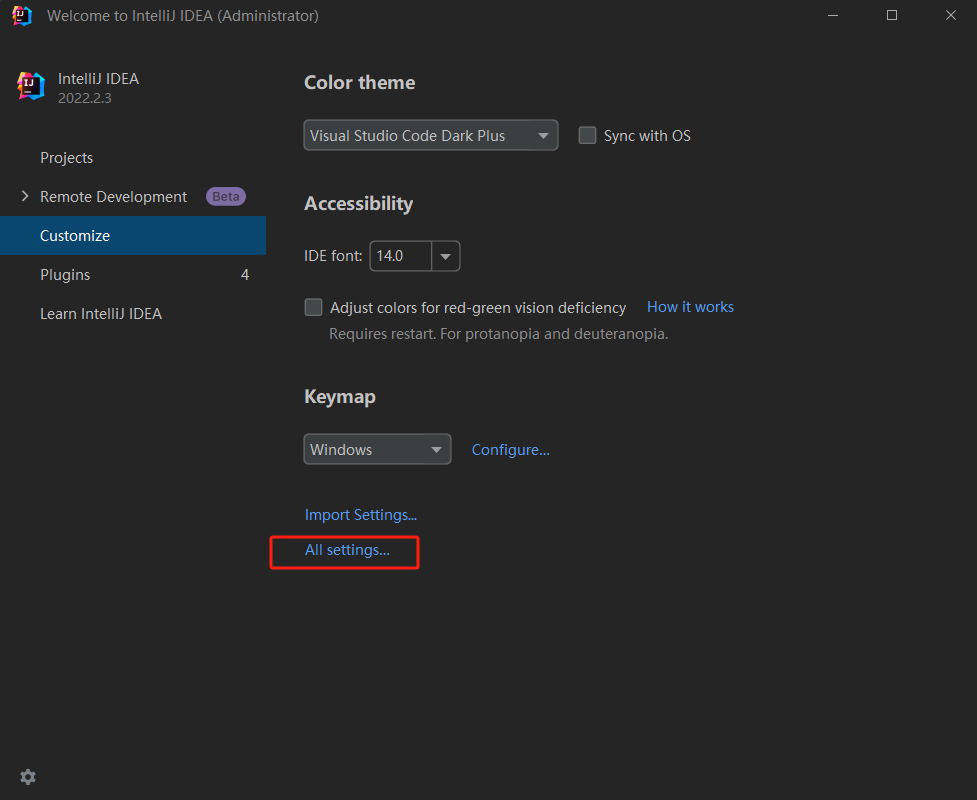 Welcome to IntelliJ IDEA (Administrator)
IJ
IntelliJ IDEA
2022.2.3
Projects
Remote Development Beta
Customize
Plugins 4
Learn IntelliJ IDEA
Color theme
Visual Studio Code Dark Plus Sync with OS
Accessibility
IDE font: 14.0
Adjust colors for red-green vision deficiency How it works
Requires restart. For protanopia and deuteranopia.
Keymap
Windows Configure...
Import Settings...
All settings...